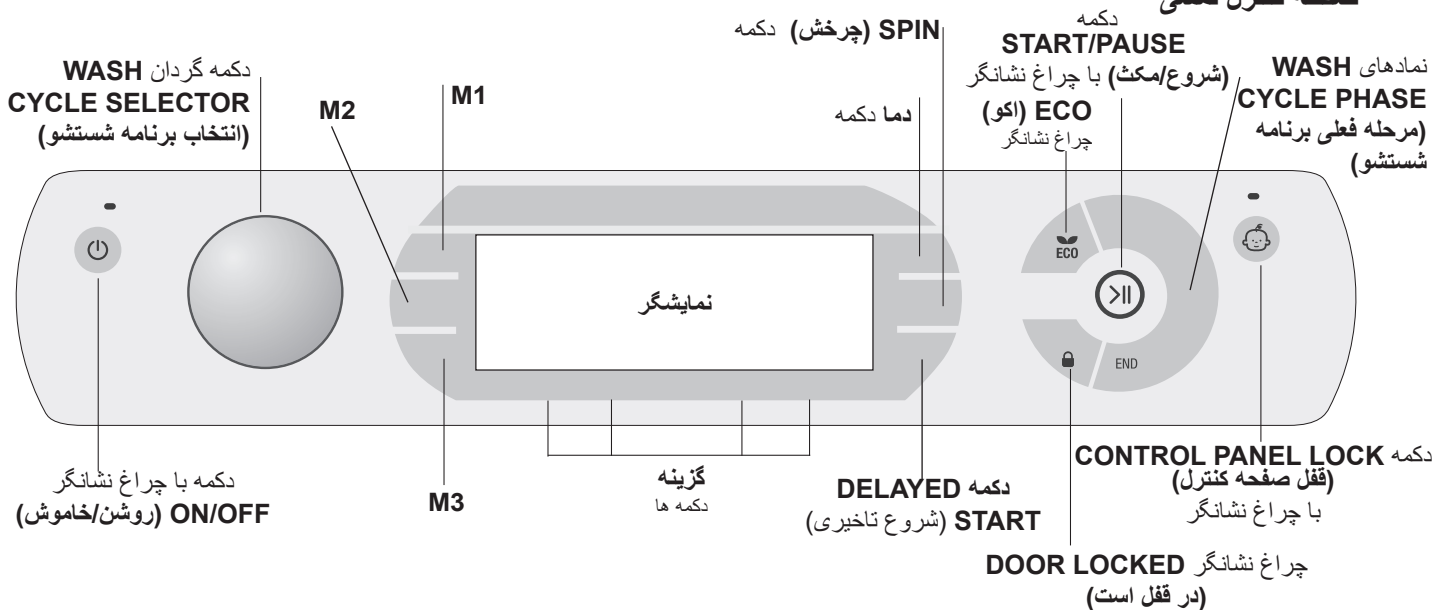 دکمه
START/PAUSE
(شروع/مکث) با چراغ نشانگر
نمادهای WASH
CYCLE PHASE
(مرحله فعلی برنامه
شستشو)
ECO (اکو)
چراغ نشانگر
دکمه SPIN (چرخش)
دکمه دما
M1
M2
دکمه گردان WASH
CYCLE SELECTOR
(انتخاب برنامه شستشو)
نمایشگر
ECO
END
دکمه CONTROL PANEL LOCK
(قفل صفحه کنترل)
با چراغ نشانگر
چراغ نشانگر DOOR LOCKED
(در قفل است)
دکمه DELAYED
START (شروع تاخیری)
گزینه
دکمه ها
M3
دکمه با چراغ نشانگر
ON/OFF (روشن/خاموش)